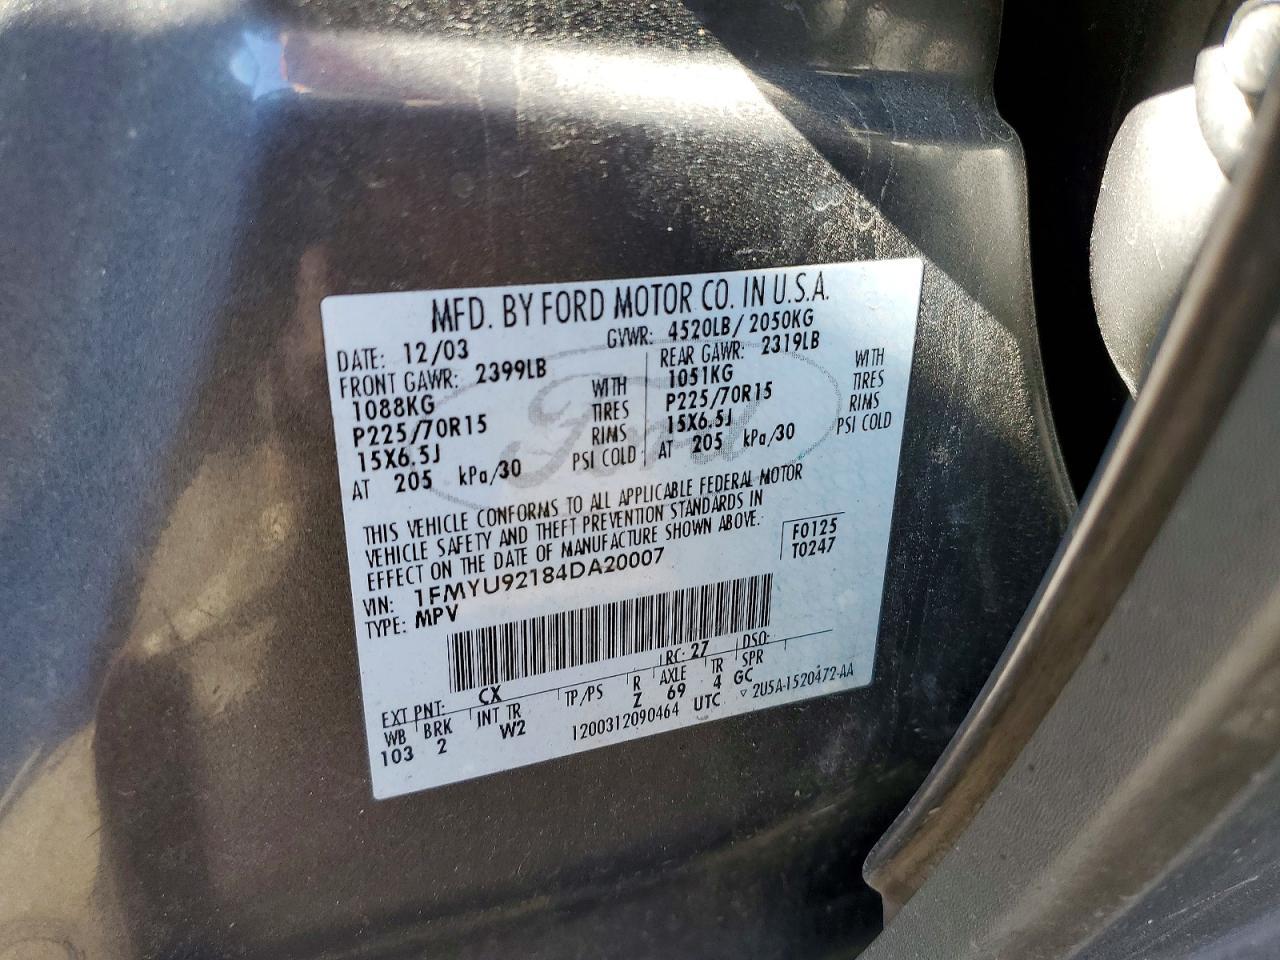 MFD. BY FORD MOTOR CO. IN U.S.A.
DATE: 12/03 GVWR: 4520LB/ 2050KG
FRONT GAWR: 2399LB REAR GAWR: 2319LB
1088KG WITH 1051KG WITH
P225/70R15 TIRES P225/70R15 TIRES
15X6.5J RIMS 15X6.5J RIMS
AT 205 kPa/30 PSI COLD AT 205 kPa/30 PSI COLD
Ford
THIS VEHICLE CONFORMS TO ALL APPLICABLE FEDERAL MOTOR
VEHICLE SAFETY AND THEFT PREVENTION STANDARDS IN
EFFECT ON THE DATE OF MANUFACTURE SHOWN ABOVE.
F0125
T0247
VIN: 1FMYU92184DA20007
TYPE: MPV
EXT PNT: CX RC: 27 DSO:
WB BRK INT TR TP/PS R AXLE TR SPR
103 2 W2 Z 69 4 GC
1200312090464 UTC ▽ 2U5A-1520472-AA